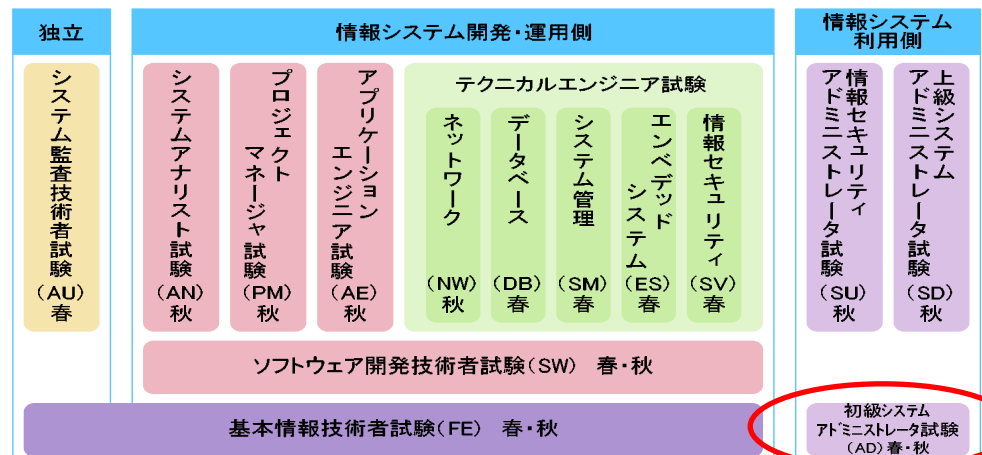 独立
情報システム開発・運用側
情報システム
利用側
システム監査技術者試験
(AU)
春
システムアナリスト試験
(AN)
秋
プロジェクト
マネージャ試験
(PM)
秋
アプリケーション
エンジニア試験
(AE)
秋
テクニカルエンジニア試験
ネットワーク
(NW)
秋
データベース
(DB)
春
システム管理
(SM)
春
エンベデッド
システム
(ES)
春
情報セキュリティ
(SV)
春
情報セキュリティ
アドミニストレータ試験
(SU)
秋
上級システム
アドミニストレータ試験
(SD)
秋
ソフトウェア開発技術者試験(SW) 春・秋
基本情報技術者試験(FE) 春・秋
初級システム
アドミニストレータ試験
(AD)春・秋